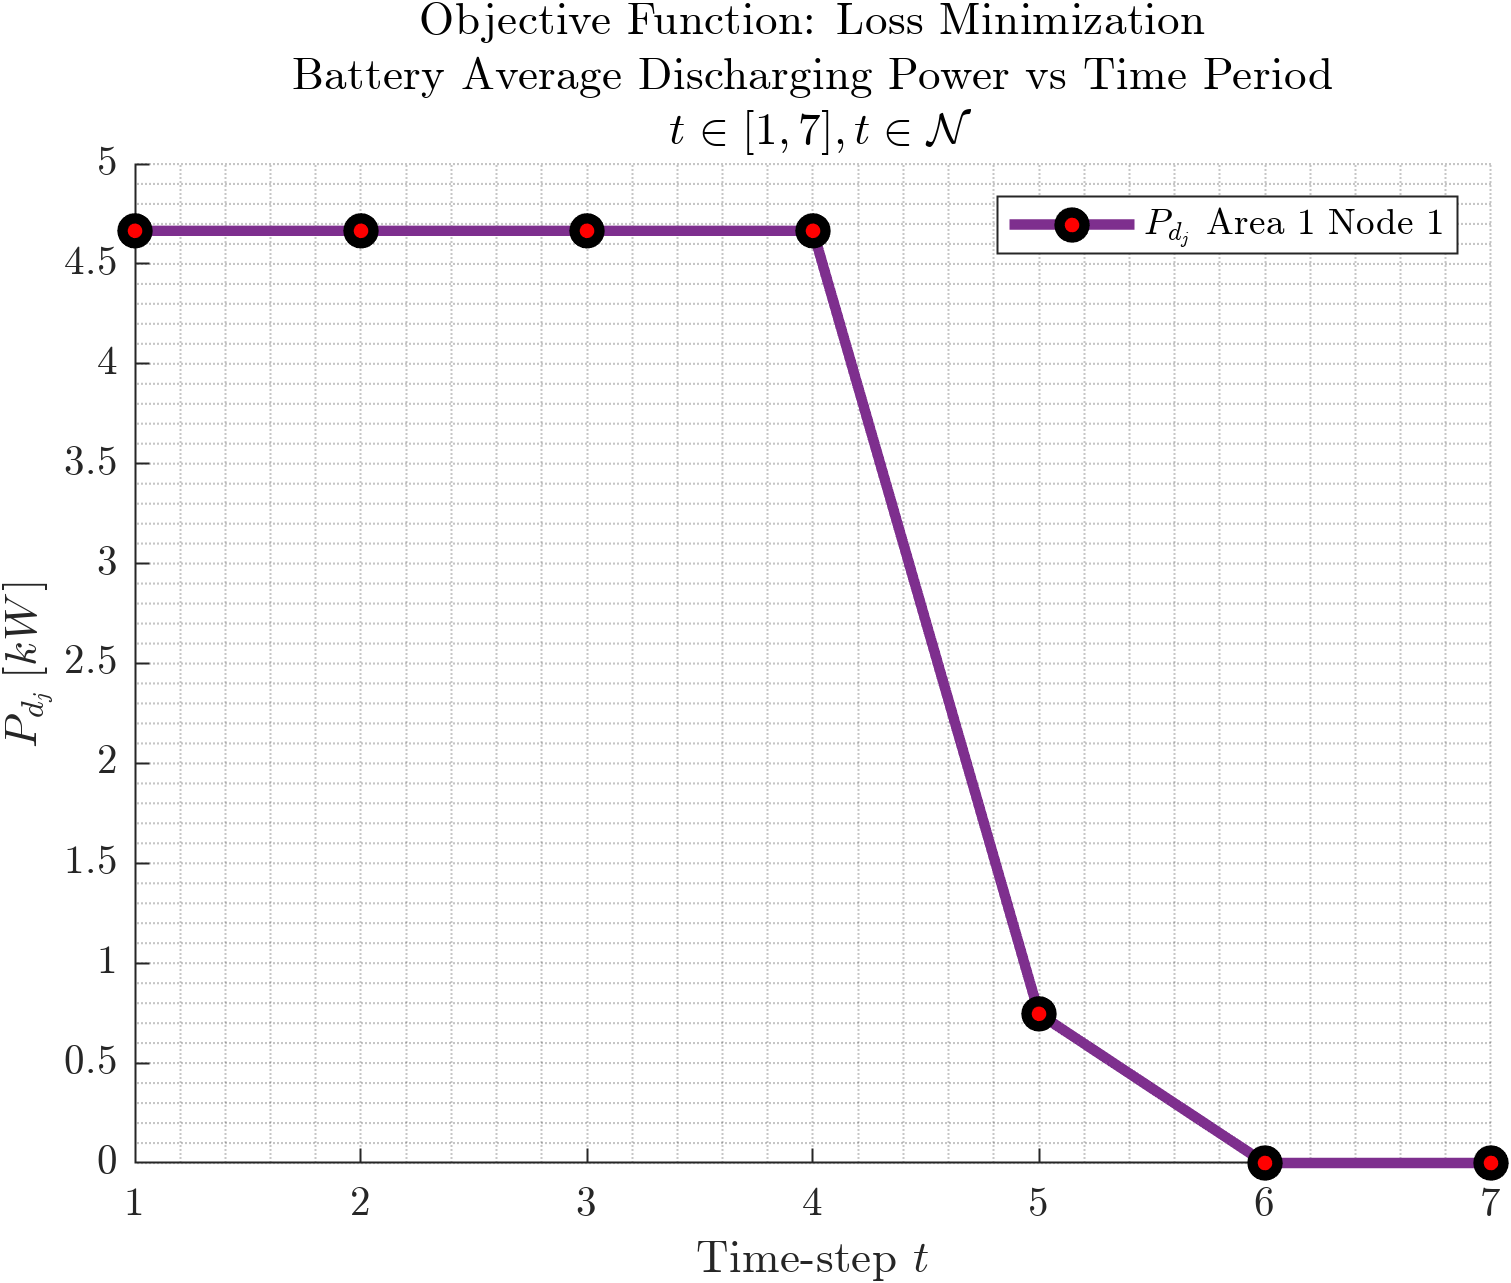 Objective Function: Loss Minimization
Battery Average Discharging Power vs Time Period
t ∈ [1, 7], t ∈ 𝒩
P_{d_j} Area 1 Node 1
P_{d_j} [kW]
5
4.5
4
3.5
3
2.5
2
1.5
1
0.5
0
1 2 3 4 5 6 7
Time-step t